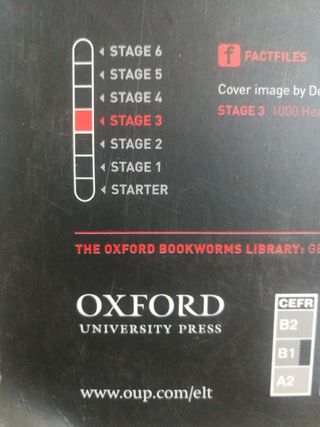 STAGE 6
STAGE 5
STAGE 4
STAGE 3
STAGE 2
STAGE 1
STARTER
f FACTFILES
Cover image by
STAGE 3 1000
THE OXFORD BOOKWORMS LIBRARY:
OXFORD
UNIVERSITY PRESS
www.oup.com/elt
CEFR
B2
B1
A2